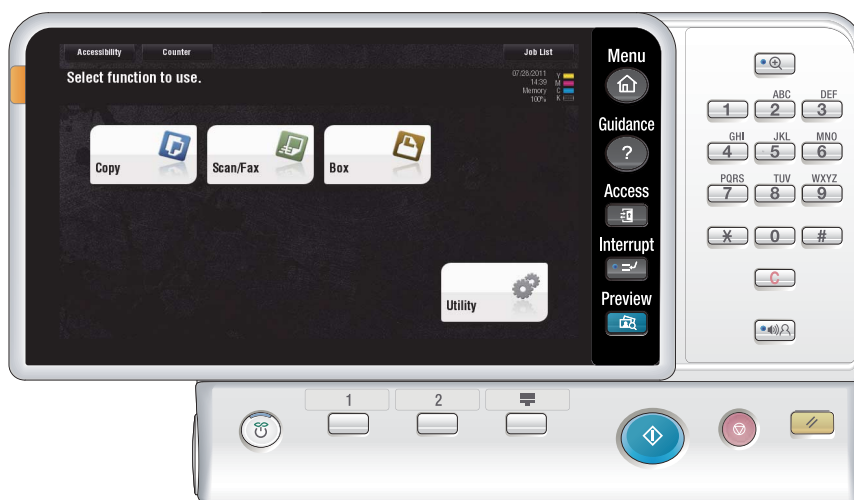 Accessibility
Counter
Job List
Select function to use.
07/26/2011
14:39
Memory
100%
Y
M
C
K
Copy
Scan/Fax
Box
Utility
Menu
Guidance
?
Access
Interrupt
Preview
ABC DEF
1 2 3
GHI JKL MNO
4 5 6
PQRS TUV WXYZ
7 8 9
* 0 #
C
1 2